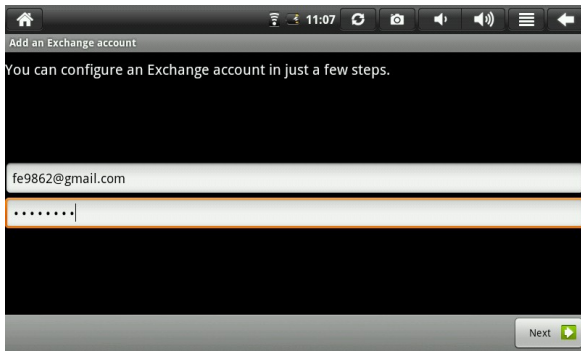 11:07
Add an Exchange account
You can configure an Exchange account in just a few steps.
fe9862@gmail.com
••••••••
Next